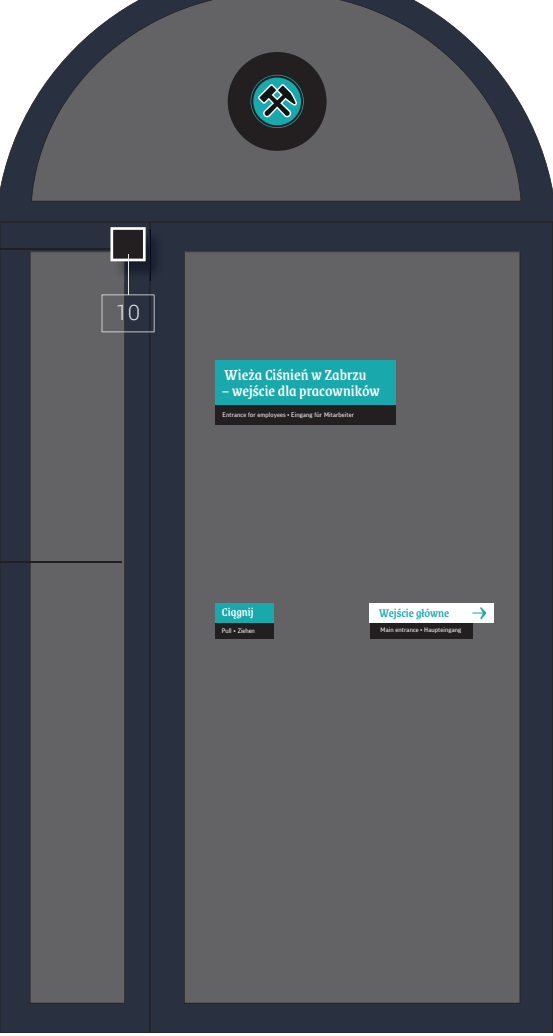 10
Wieża Ciśnień w Zabrzu
– wejście dla pracowników
Entrance for employees • Eingang für Mitarbeiter
Ciągnij
Pull • Ziehen
Wejście główne
Main entrance • Haupteingang